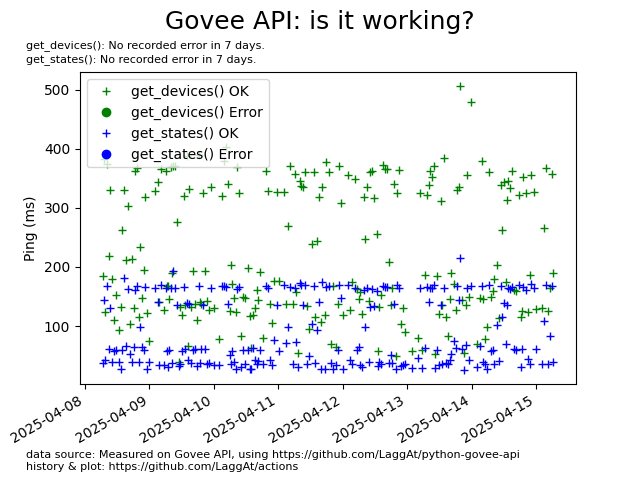 Govee API: is it working?
get_devices(): No recorded error in 7 days.
get_states(): No recorded error in 7 days.
get_devices() OK
get_devices() Error
get_states() OK
get_states() Error
Ping (ms)
500
400
300
200
100
2025-04-08
2025-04-09
2025-04-10
2025-04-11
2025-04-12
2025-04-13
2025-04-14
2025-04-15
data source: Measured on Govee API, using https://github.com/LaggAt/python-govee-api
history & plot: https://github.com/LaggAt/actions